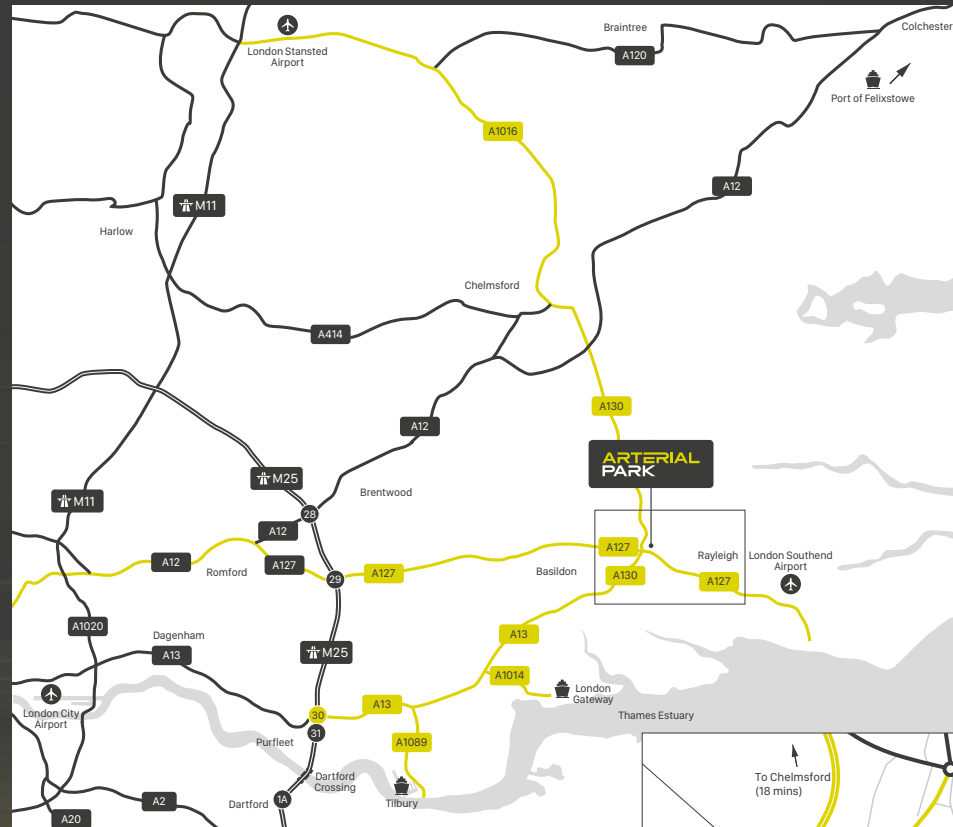 London Stansted
Airport
Braintree
Colchester
A120
Port of Felixstowe
A1016
A12
M11
Harlow
Chelmsford
A414
A130
A12
ARTERIAL
PARK
M25
Brentwood
M11
28
A12
A12
Romford
A127
29
A127
Basildon
A127
A130
Rayleigh
A127
London Southend
Airport
A1020
Dagenham
A13
M25
A13
A1014
London
Gateway
Thames Estuary
London City
Airport
30
31
A13
Purfleet
A1089
Dartford
Crossing
Tilbury
Dartford
1A
A2
A20
To Chelmsford
(18 mins)